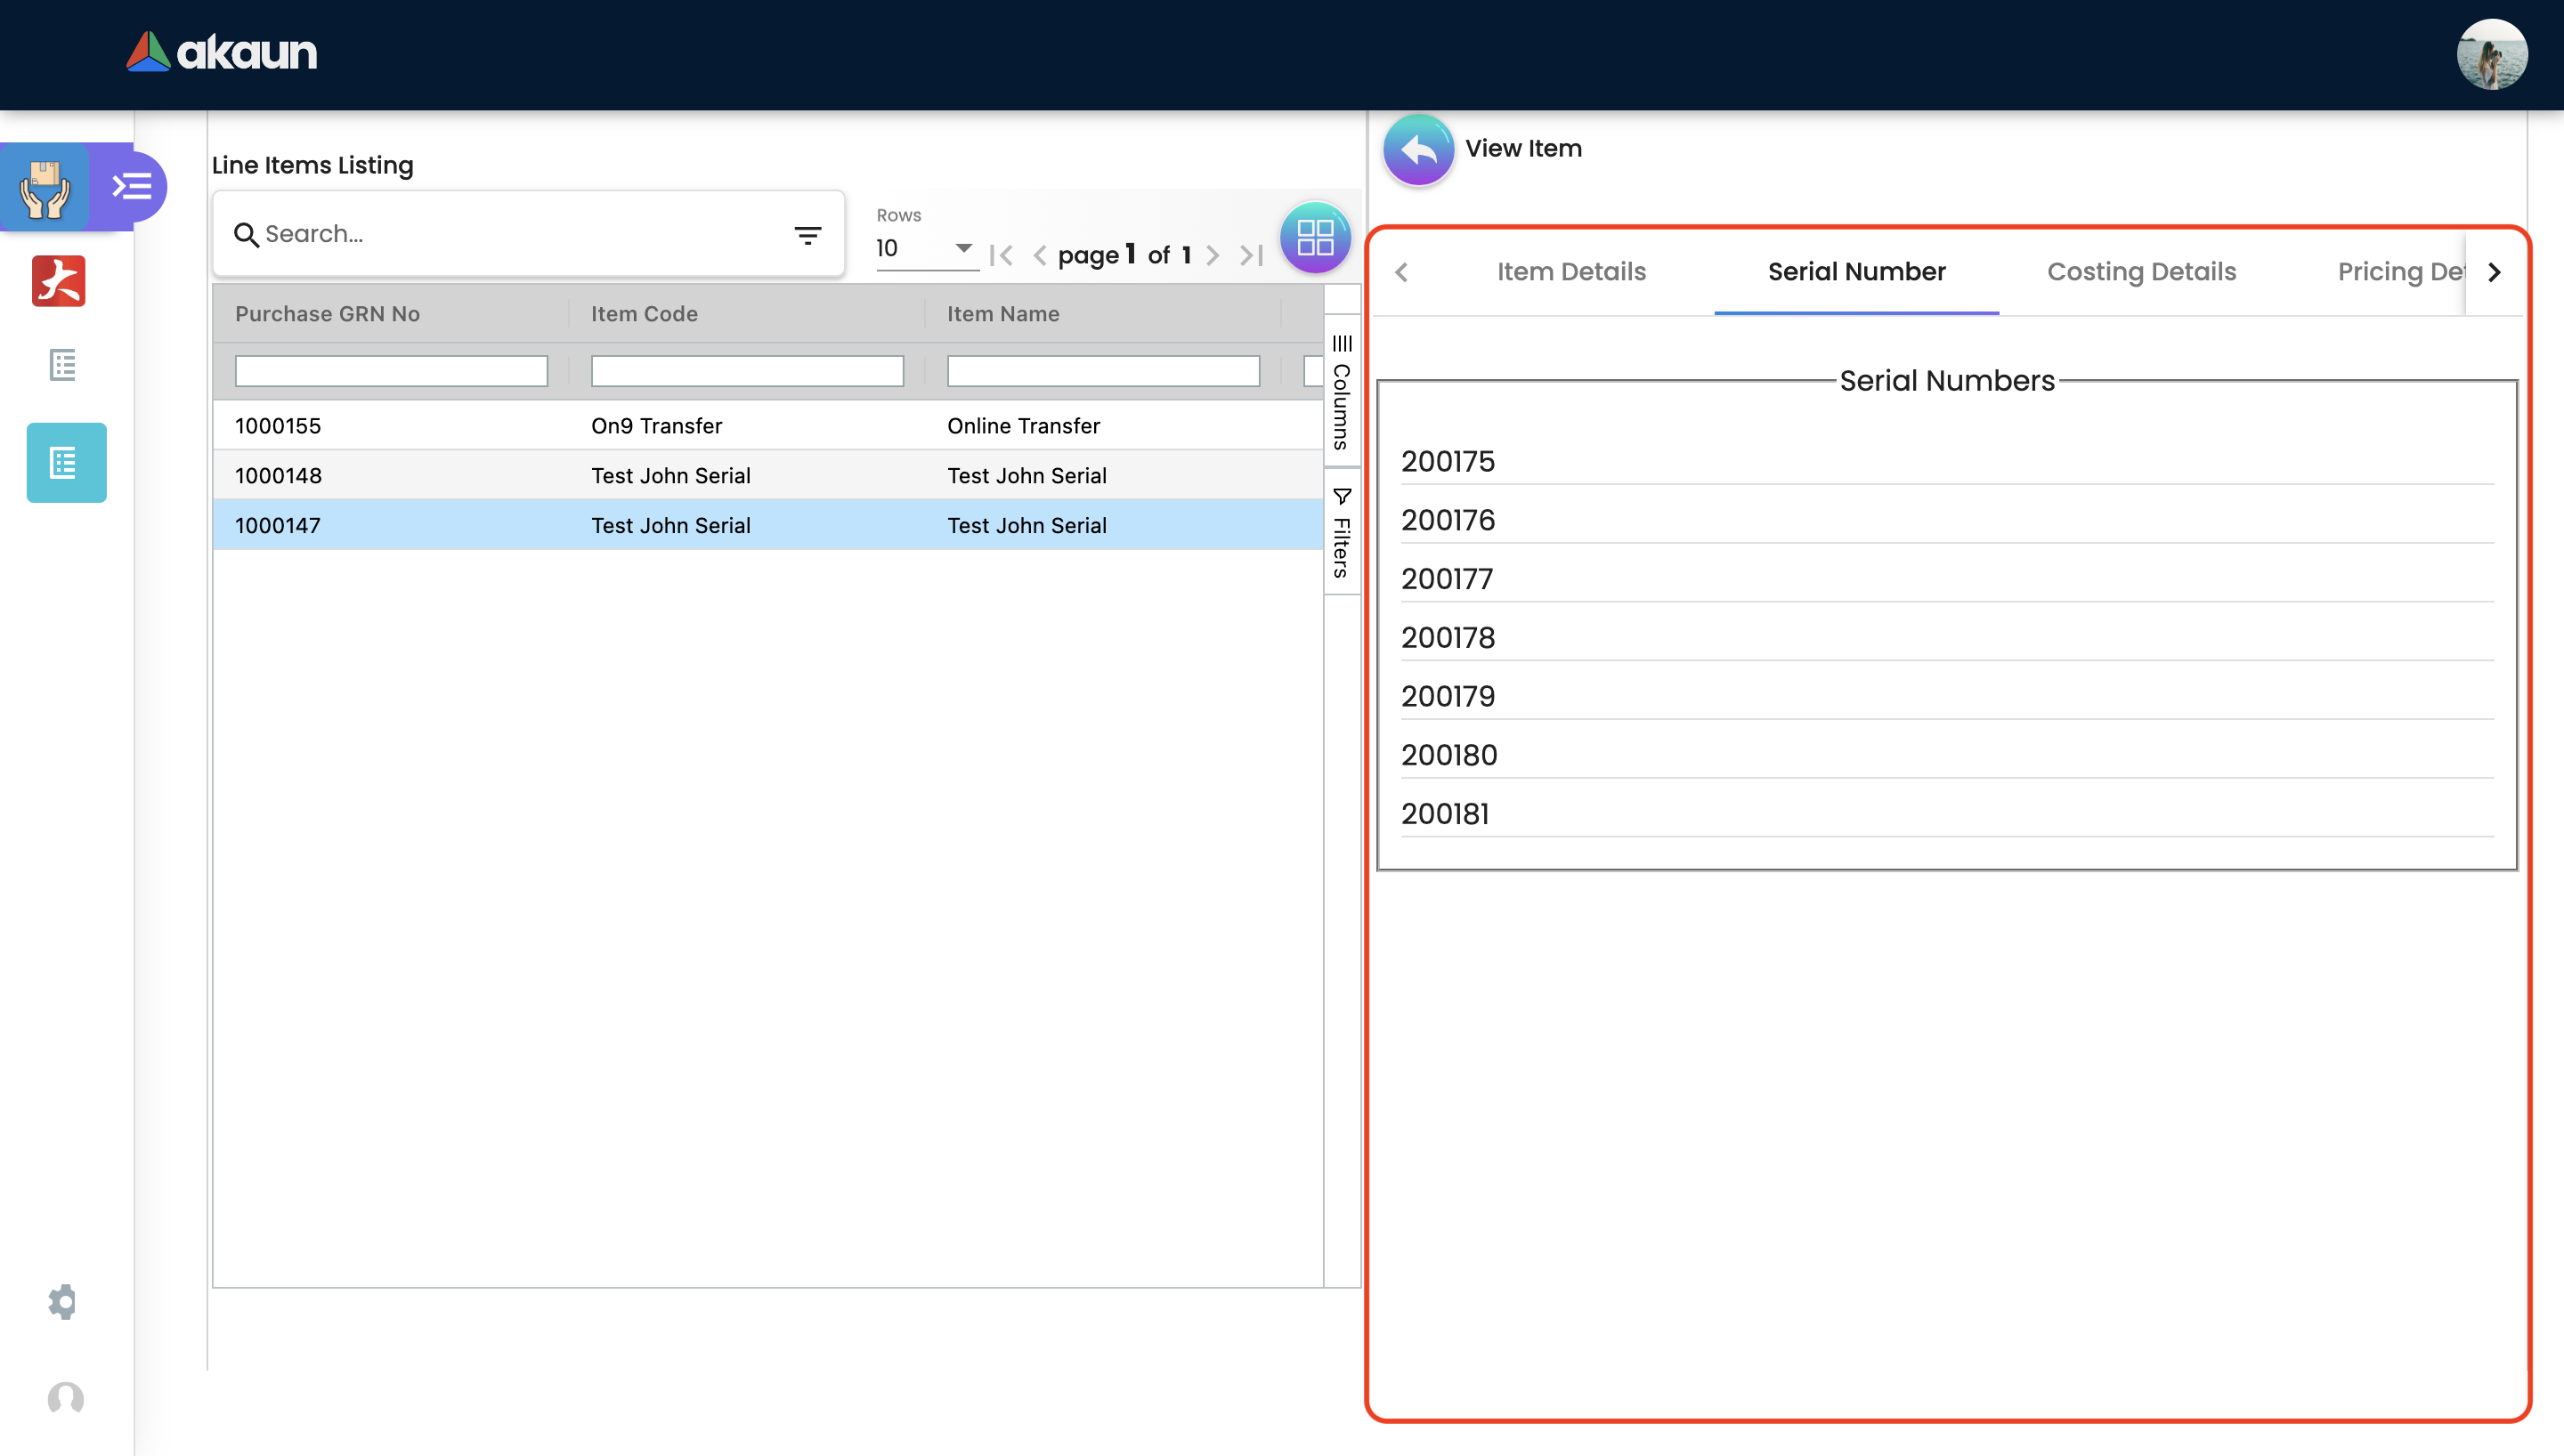 akaun
Line Items Listing
Search...
Rows
10
page 1 of 1
Purchase GRN No
Item Code
Item Name
1000155
On9 Transfer
Online Transfer
1000148
Test John Serial
Test John Serial
1000147
Test John Serial
Test John Serial
Columns
Filters
View Item
Item Details
Serial Number
Costing Details
Pricing Det
Serial Numbers
200175
200176
200177
200178
200179
200180
200181